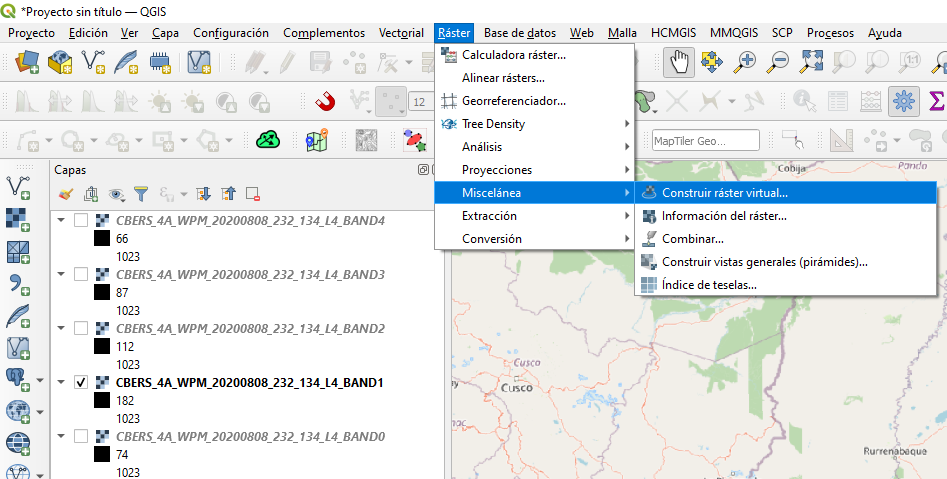 *Proyecto sin título — QGIS
Proyecto Edición Ver Capa Configuración Complementos Vectorial Ráster Base de datos Web Malla HCMGIS MMQGIS SCP Procesos Ayuda
Calculadora ráster...
Alinear rásters...
Georreferenciador...
Tree Density
Análisis
Proyecciones
Miscelánea
Extracción
Conversión
Construir ráster virtual...
Información del ráster...
Combinar...
Construir vistas generales (pirámides)...
Índice de teselas...
1:1
12
MapTiler Geo...
Capas
CBERS_4A_WPM_20200808_232_134_L4_BAND4
66
1023
CBERS_4A_WPM_20200808_232_134_L4_BAND3
87
1023
CBERS_4A_WPM_20200808_232_134_L4_BAND2
112
1023
CBERS_4A_WPM_20200808_232_134_L4_BAND1
182
1023
CBERS_4A_WPM_20200808_232_134_L4_BAND0
74
1023
Cobija
Pando
Cusco
Cusco
Rurrenabaque